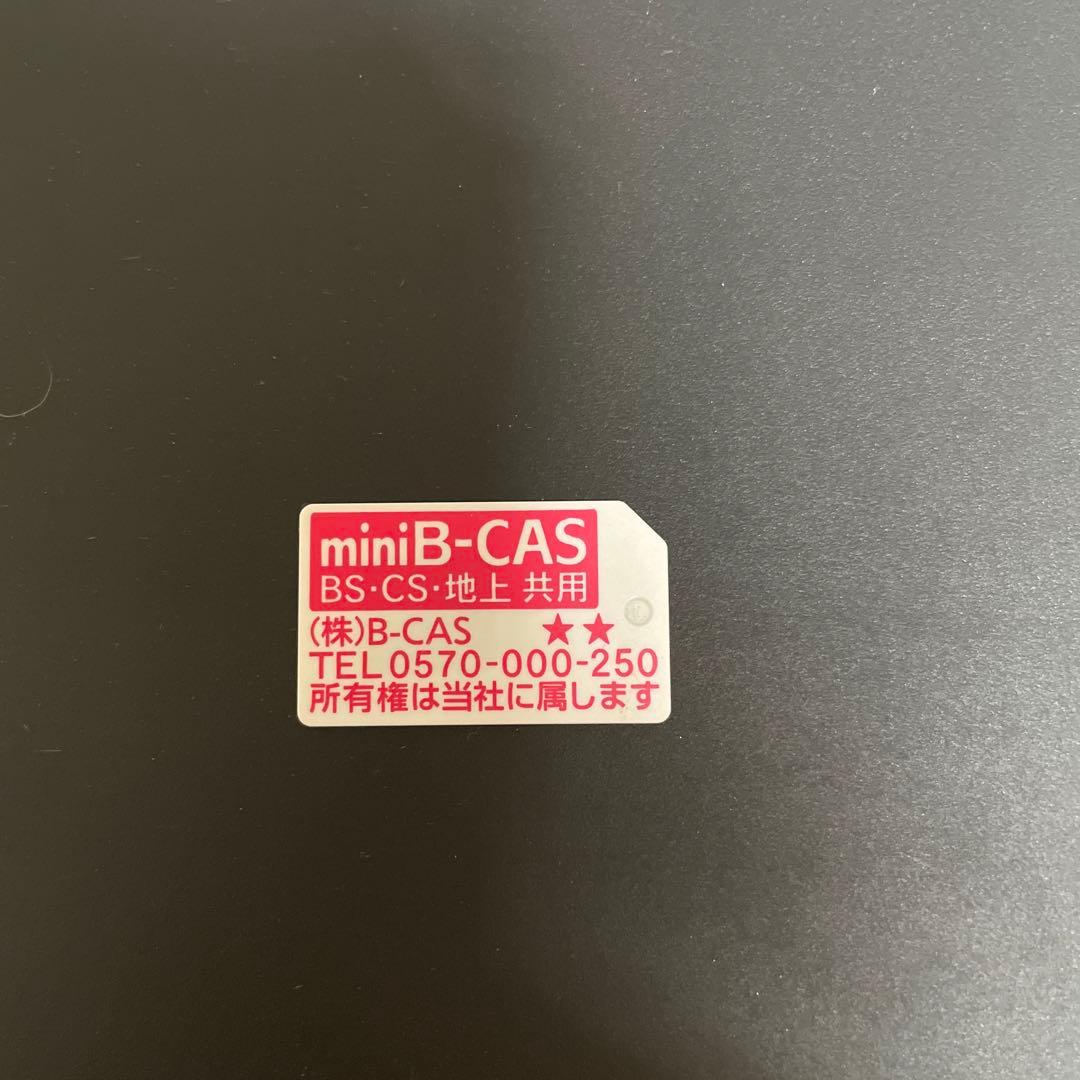 miniB-CAS
BS・CS・地上 共用
(株)B-CAS ★★
TEL 0570-000-250
所有権は当社に属します